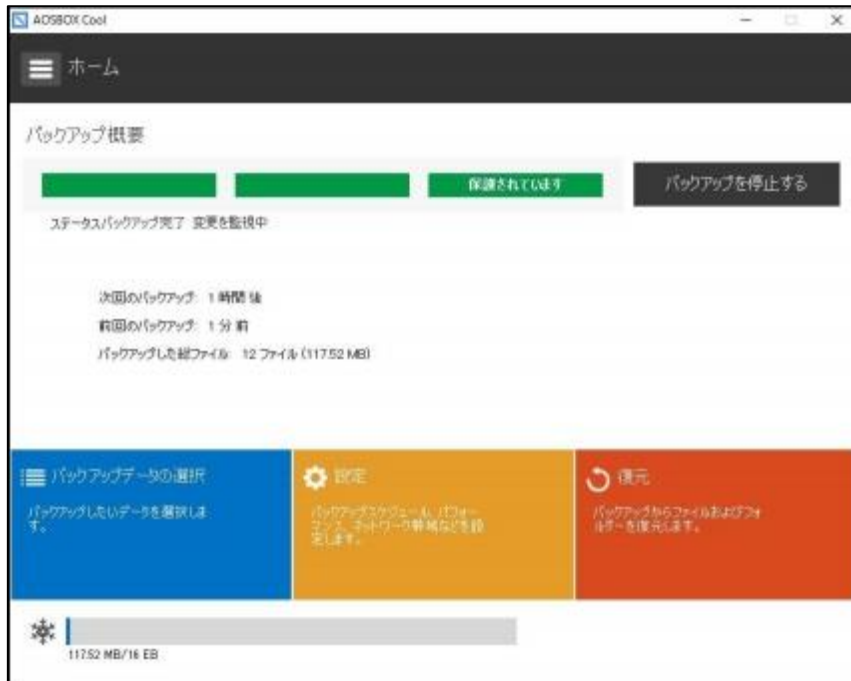 AOSBOX Cool
ホーム
バックアップ概要
保護されています
バックアップを停止する
ステータスバックアップ完了 変更を監視中
次回のバックアップ: 1 時間 後
前回のバックアップ: 1 分 前
バックアップした総ファイル: 12 ファイル (117.52 MB)
バックアップデータの選択
バックアップしたいデータを選択しま
す。
設定
バックアップスケジュール、パフォー
マンス、ネットワーク帯域などを設
定します。
復元
バックアップからファイルおよびフォ
ルダーを復元します。
117.52 MB/16 EB